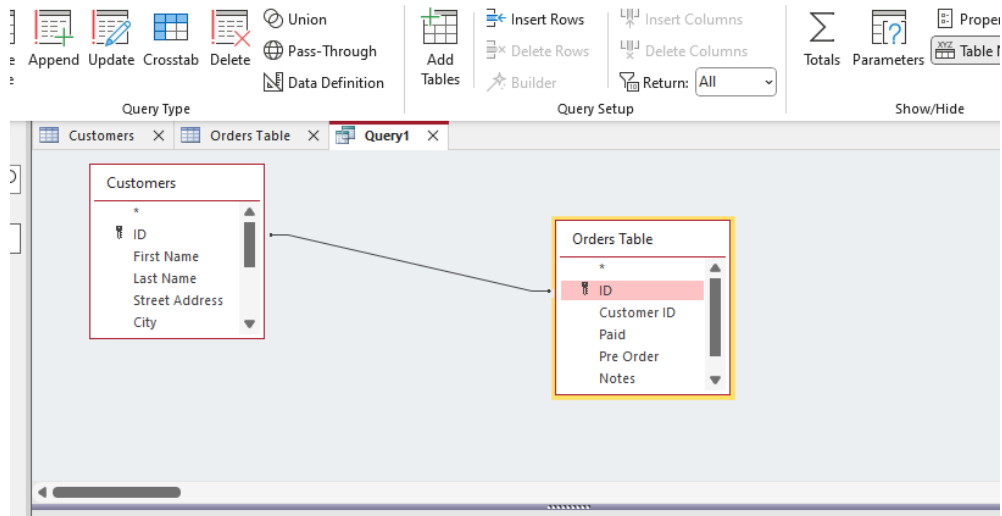 Append Update Crosstab Delete
Union
Pass-Through
Data Definition
Query Type
Add Tables
Insert Rows
Delete Rows
Builder
Insert Columns
Delete Columns
Return: All
Query Setup
Totals Parameters
Table
Show/Hide
Customers Orders Table Query1
Customers
*
ID
First Name
Last Name
Street Address
City
Orders Table
*
ID
Customer ID
Paid
Pre Order
Notes